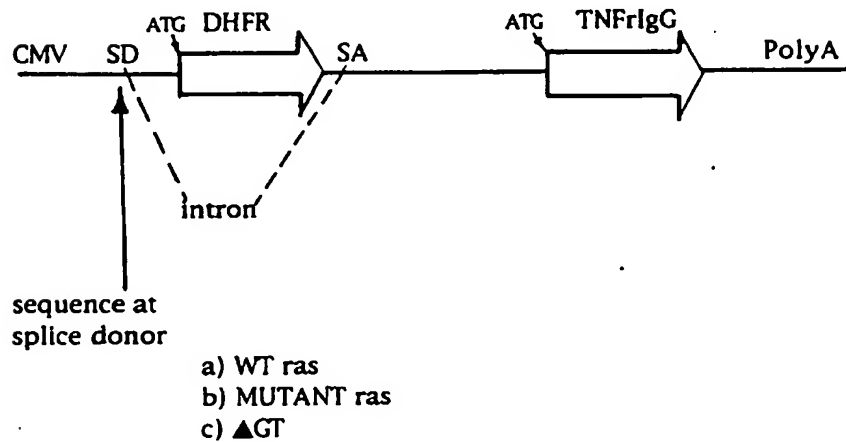 ATG DHFR ATG TNFrIgG
CMV SD SA PolyA
intron
sequence at
splice donor
a) WT ras
b) MUTANT ras
c) ▲GT